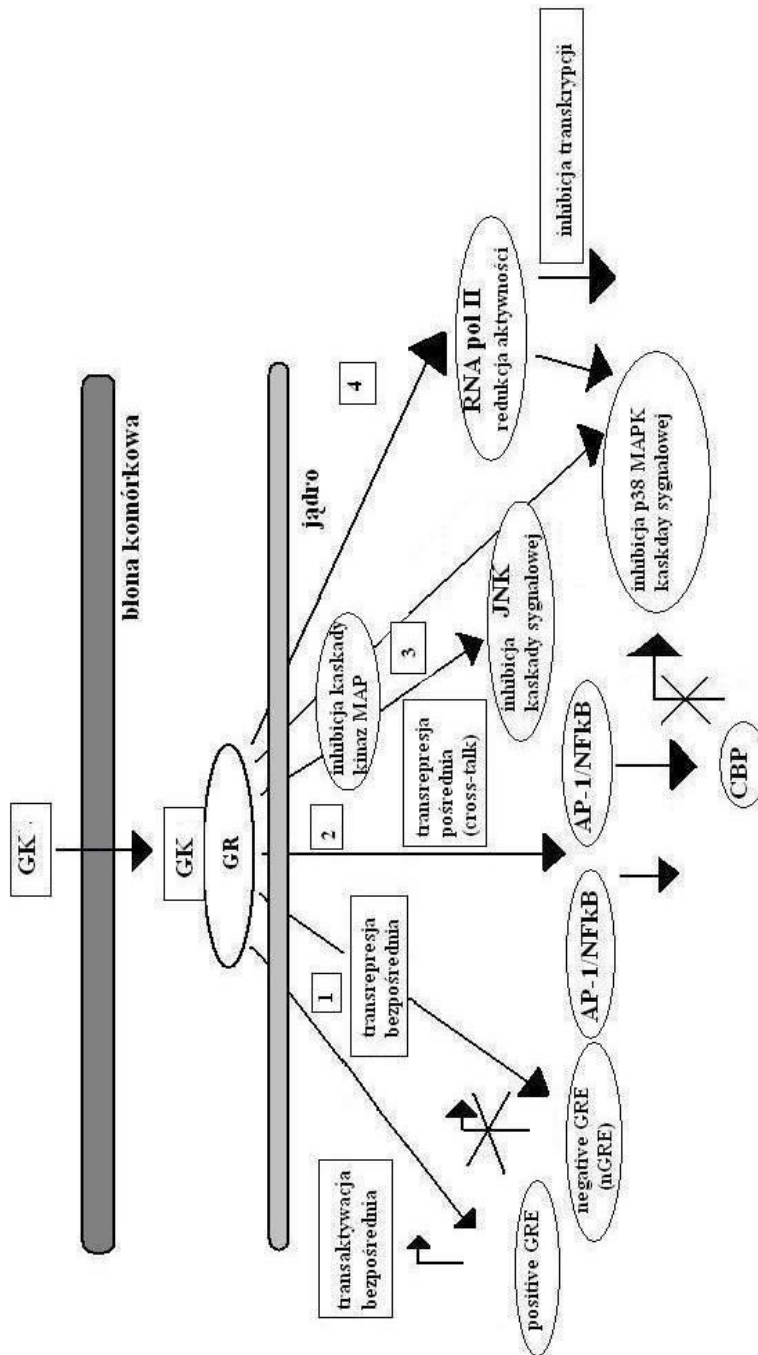 GK
błona komórkowa
GK
GR
jądro
1
2
3
4
transaktywacja
bezpośrednia
transrepresja
bezpośrednia
transrepresja
pośrednia
(cross-talk)
inhibicja kaskady
kinaz MAP
positive GRE
negative GRE
(nGRE)
AP-1/NFkB
AP-1/NFkB
CBP
JNK
inhibicja
kaskady sygnałowej
RNA pol II
redukcja aktywności
inhibicja p38 MAPK
kaskday sygnałowej
inhibicja transkrypcji